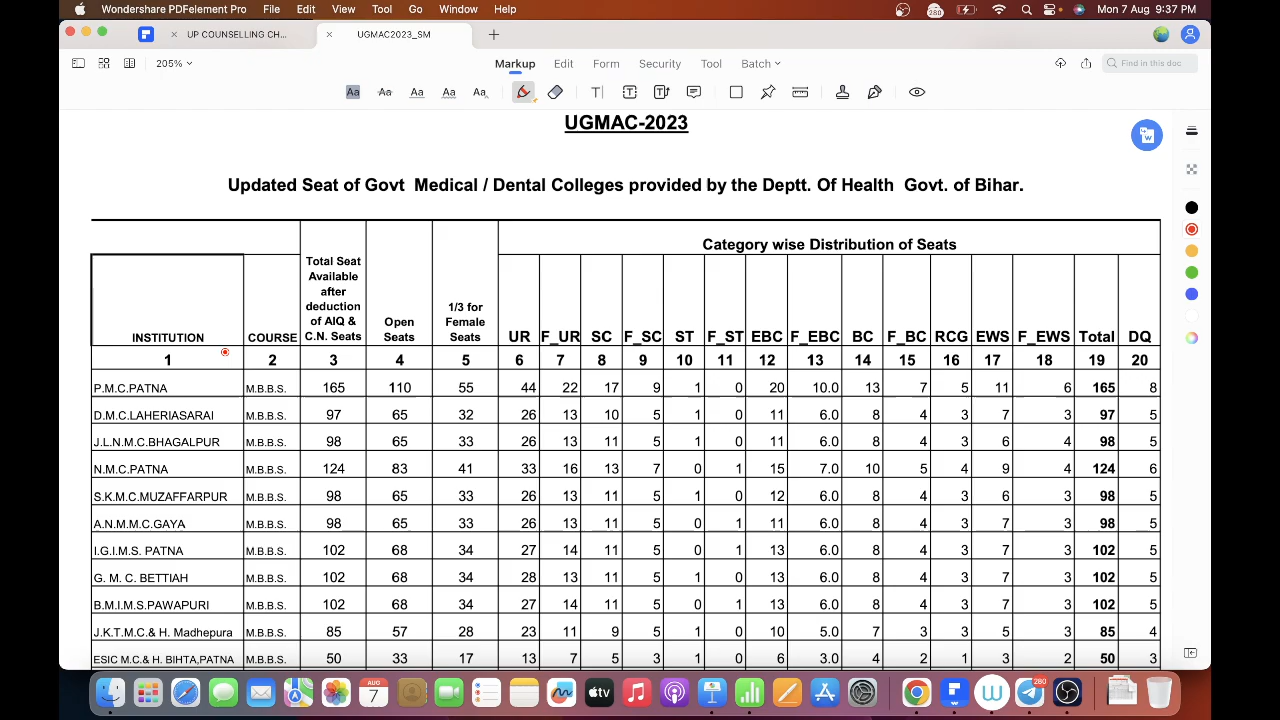 Wondershare PDFelement Pro File Edit View Tool Go Window Help 280 Mon 7 Aug 9:37 PM
UP COUNSELLING CH... UGMAC2023_SM
205% Markup Edit Form Security Tool Batch Find in this doc
Aa Aa Aa Aa Aa T T T
UGMAC-2023
Updated Seat of Govt Medical / Dental Colleges provided by the Deptt. Of Health Govt. of Bihar.
Category wise Distribution of Seats
INSTITUTION COURSE Total Seat Available after deduction of AIQ & C.N. Seats Open Seats 1/3 for Female Seats UR F_UR SC F_SC ST F_ST EBC F_EBC BC F_BC RCG EWS F_EWS Total DQ
1 2 3 4 5 6 7 8 9 10 11 12 13 14 15 16 17 18 19 20
P.M.C.PATNA M.B.B.S. 165 110 55 44 22 17 9 1 0 20 10.0 13 7 5 11 6 165 8
D.M.C.LAHERIASARAI M.B.B.S. 97 65 32 26 13 10 5 1 0 11 6.0 8 4 3 7 3 97 5
J.L.N.M.C.BHAGALPUR M.B.B.S. 98 65 33 26 13 11 5 1 0 11 6.0 8 4 3 6 4 98 5
N.M.C.PATNA M.B.B.S. 124 83 41 33 16 13 7 0 1 15 7.0 10 5 4 9 4 124 6
S.K.M.C.MUZAFFARPUR M.B.B.S. 98 65 33 26 13 11 5 1 0 12 6.0 8 4 3 6 3 98 5
A.N.M.M.C.GAYA M.B.B.S. 98 65 33 26 13 11 5 0 1 11 6.0 8 4 3 7 3 98 5
I.G.I.M.S. PATNA M.B.B.S. 102 68 34 27 14 11 5 0 1 13 6.0 8 4 3 7 3 102 5
G. M. C. BETTIAH M.B.B.S. 102 68 34 28 13 11 5 1 0 13 6.0 8 4 3 7 3 102 5
B.M.I.M.S.PAWAPURI M.B.B.S. 102 68 34 27 14 11 5 0 1 13 6.0 8 4 3 7 3 102 5
J.K.T.M.C.& H. Madhepura M.B.B.S. 85 57 28 23 11 9 5 1 0 10 5.0 7 3 3 5 3 85 4
ESIC M.C.& H. BIHTA,PATNA M.B.B.S. 50 33 17 13 7 5 3 1 0 6 3.0 4 2 1 3 2 50 3
AUG
7 tv 280